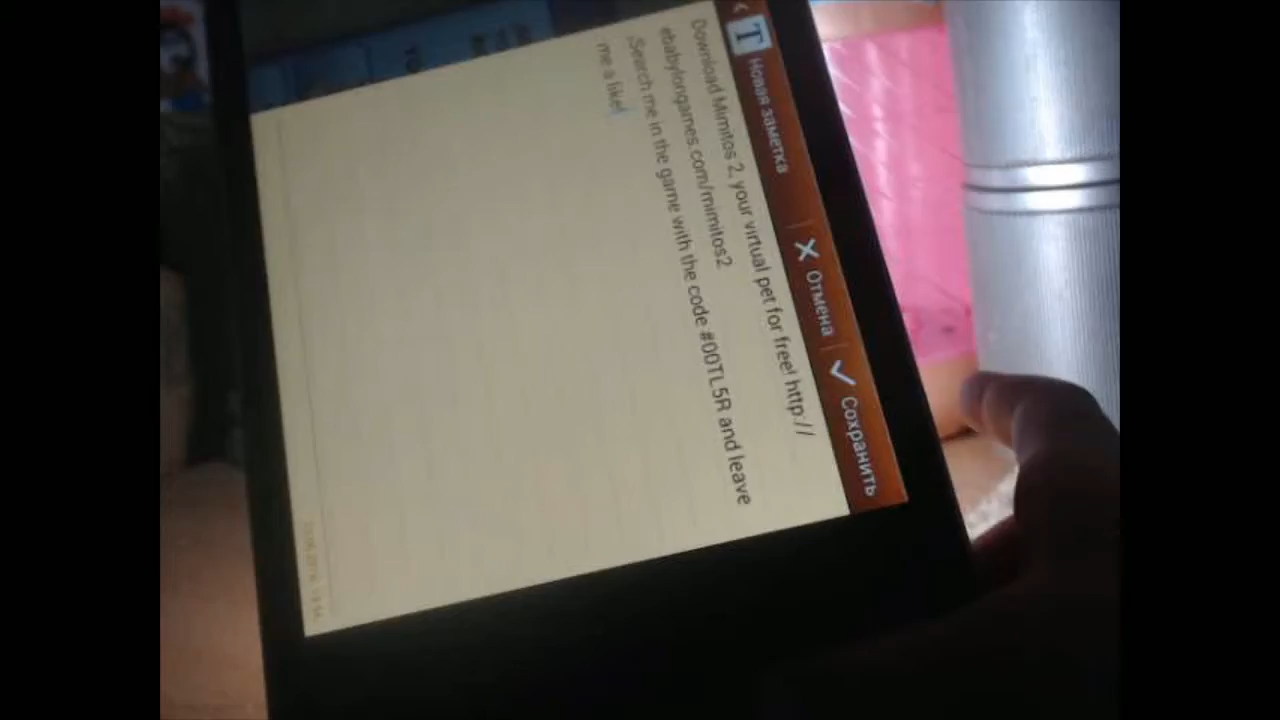 Новая заметка
Отмена
Сохранить
Download Mimitos 2, your virtual pet for free! http://
ebabylongames.com/mimitos2
¡Search me in the game with the code #00TL5R and leave
me a like!